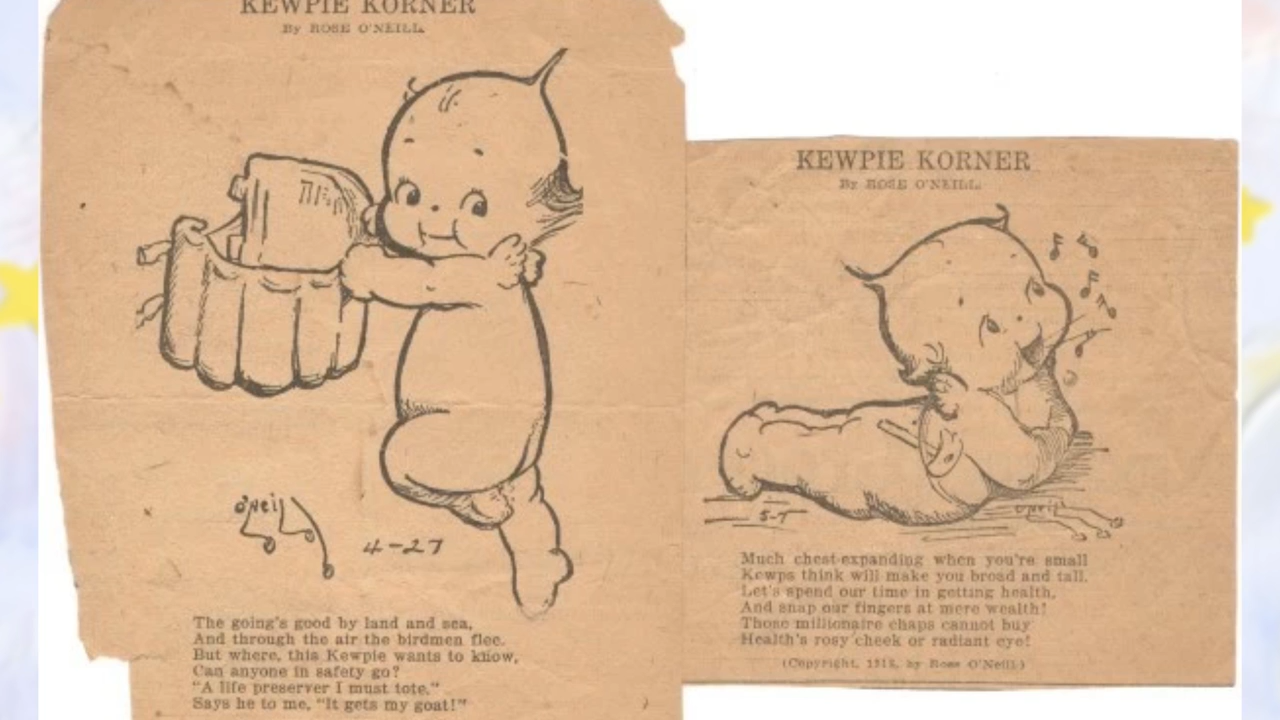 KEWPIE KORNER
By ROSE O'NEILL.
O'Neill
4-27
The going's good by land and sea,
And through the air the birdmen flee.
But where, this Kewpie wants to know,
Can anyone in safety go?
"A life preserver I must tote,"
Says he to me, "It gets my goat!"
KEWPIE KORNER
By ROSE O'NEILL.
5-7
O'Neill
Much chest-expanding when you're small
Kewps think will make you broad and tall.
Let's spend our time in getting health,
And snap our fingers at mere wealth!
Those millionaire chaps cannot buy
Health's rosy cheek or radiant eye!
(Copyright, 1918, by Rose O'Neill.)